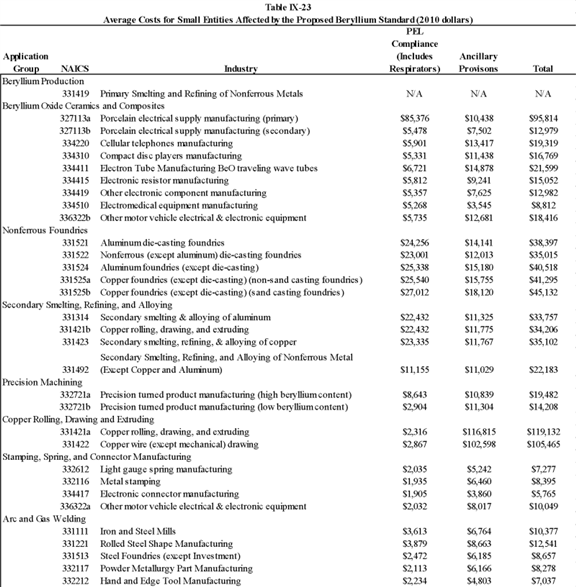 Table IX-23
Average Costs for Small Entities Affected by the Proposed Beryllium Standard (2010 dollars)
PEL
Compliance
Application (Includes Ancillary
Group NAICS Industry Respirators) Provisons Total
Beryllium Production
331419 Primary Smelting and Refining of Nonferrous Metals N/A N/A N/A
Beryllium Oxide Ceramics and Composites
327113a Porcelain electrical supply manufacturing (primary) $85,376 $10,438 $95,814
327113b Porcelain electrical supply manufacturing (secondary) $5,478 $7,502 $12,979
334220 Cellular telephones manufacturing $5,901 $13,417 $19,319
334310 Compact disc players manufacturing $5,331 $11,438 $16,769
334411 Electron Tube Manufacturing BeO traveling wave tubes $6,721 $14,878 $21,599
334415 Electronic resistor manufacturing $5,812 $9,241 $15,052
334419 Other electronic component manufacturing $5,357 $7,625 $12,982
334510 Electromedical equipment manufacturing $5,268 $3,545 $8,812
336322b Other motor vehicle electrical & electronic equipment $5,735 $12,681 $18,416
Nonferrous Foundries
331521 Aluminum die-casting foundries $24,256 $14,141 $38,397
331522 Nonferrous (except aluminum) die-casting foundries $23,001 $12,013 $35,015
331524 Aluminum foundries (except die-casting) $25,338 $15,180 $40,518
331525a Copper foundries (except die-casting) (non-sand casting foundries) $25,540 $15,755 $41,295
331525b Copper foundries (except die-casting) (sand casting foundries) $27,012 $18,120 $45,132
Secondary Smelting, Refining, and Alloying
331314 Secondary smelting & alloying of aluminum $22,432 $11,325 $33,757
331421b Copper rolling, drawing, and extruding $22,432 $11,775 $34,206
331423 Secondary smelting, refining, & alloying of copper $23,335 $11,767 $35,102
Secondary Smelting, Refining, and Alloying of Nonferrous Metal
331492 (Except Copper and Aluminum) $11,155 $11,029 $22,183
Precision Machining
332721a Precision turned product manufacturing (high beryllium content) $8,643 $10,839 $19,482
332721b Precision turned product manufacturing (low beryllium content) $2,904 $11,304 $14,208
Copper Rolling, Drawing and Extruding
331421a Copper rolling, drawing, and extruding $2,316 $116,815 $119,132
331422 Copper wire (except mechanical) drawing $2,867 $102,598 $105,465
Stamping, Spring, and Connector Manufacturing
332612 Light gauge spring manufacturing $2,035 $5,242 $7,277
332116 Metal stamping $1,935 $6,460 $8,395
334417 Electronic connector manufacturing $1,905 $3,860 $5,765
336322a Other motor vehicle electrical & electronic equipment $2,032 $8,017 $10,049
Arc and Gas Welding
331111 Iron and Steel Mills $3,613 $6,764 $10,377
331221 Rolled Steel Shape Manufacturing $3,879 $8,663 $12,541
331513 Steel Foundries (except Investment) $2,472 $6,185 $8,657
332117 Powder Metallurgy Part Manufacturing $2,113 $6,166 $8,278
332212 Hand and Edge Tool Manufacturing $2,234 $4,803 $7,037